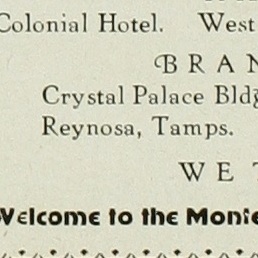 Colonial Hotel. West
BRAN
Crystal Palace Bldg
Reynosa, Tamps.
WE T
Welcome to the Monte